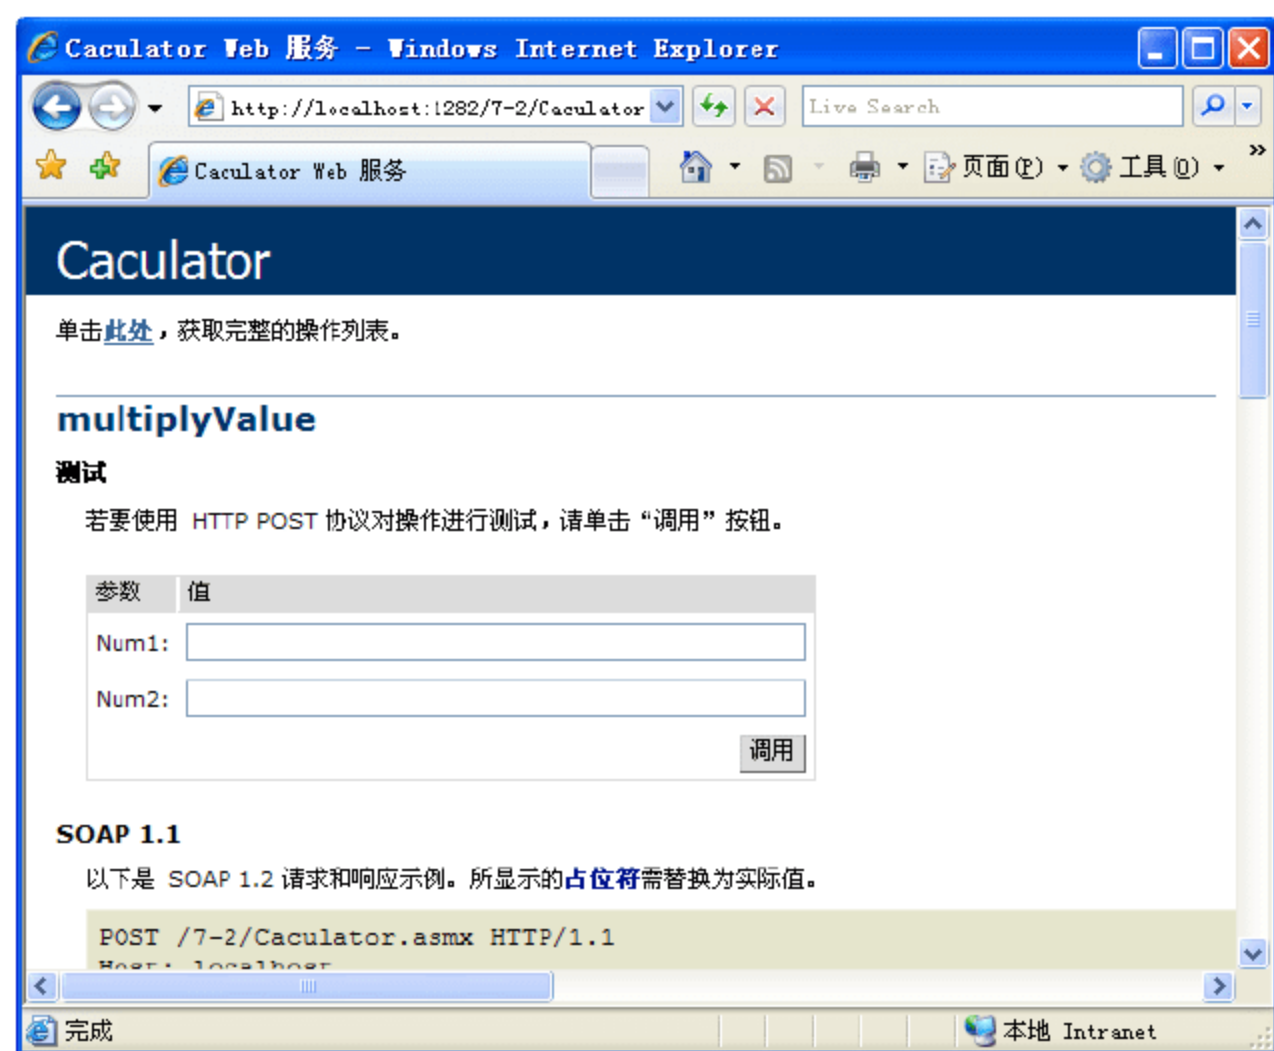 Caculator Web 服务 - Windows Internet Explorer
http://localhost:1282/7-2/Caculator
Live Search
Caculator Web 服务
页面(P)
工具(O)
Caculator
单击此处，获取完整的操作列表。
multiplyValue
测试
若要使用 HTTP POST 协议对操作进行测试，请单击“调用”按钮。
参数 值
Num1:
Num2:
调用
SOAP 1.1
以下是 SOAP 1.2 请求和响应示例。所显示的占位符需替换为实际值。
POST /7-2/Caculator.asmx HTTP/1.1
Host: localhost
完成
本地 Intranet